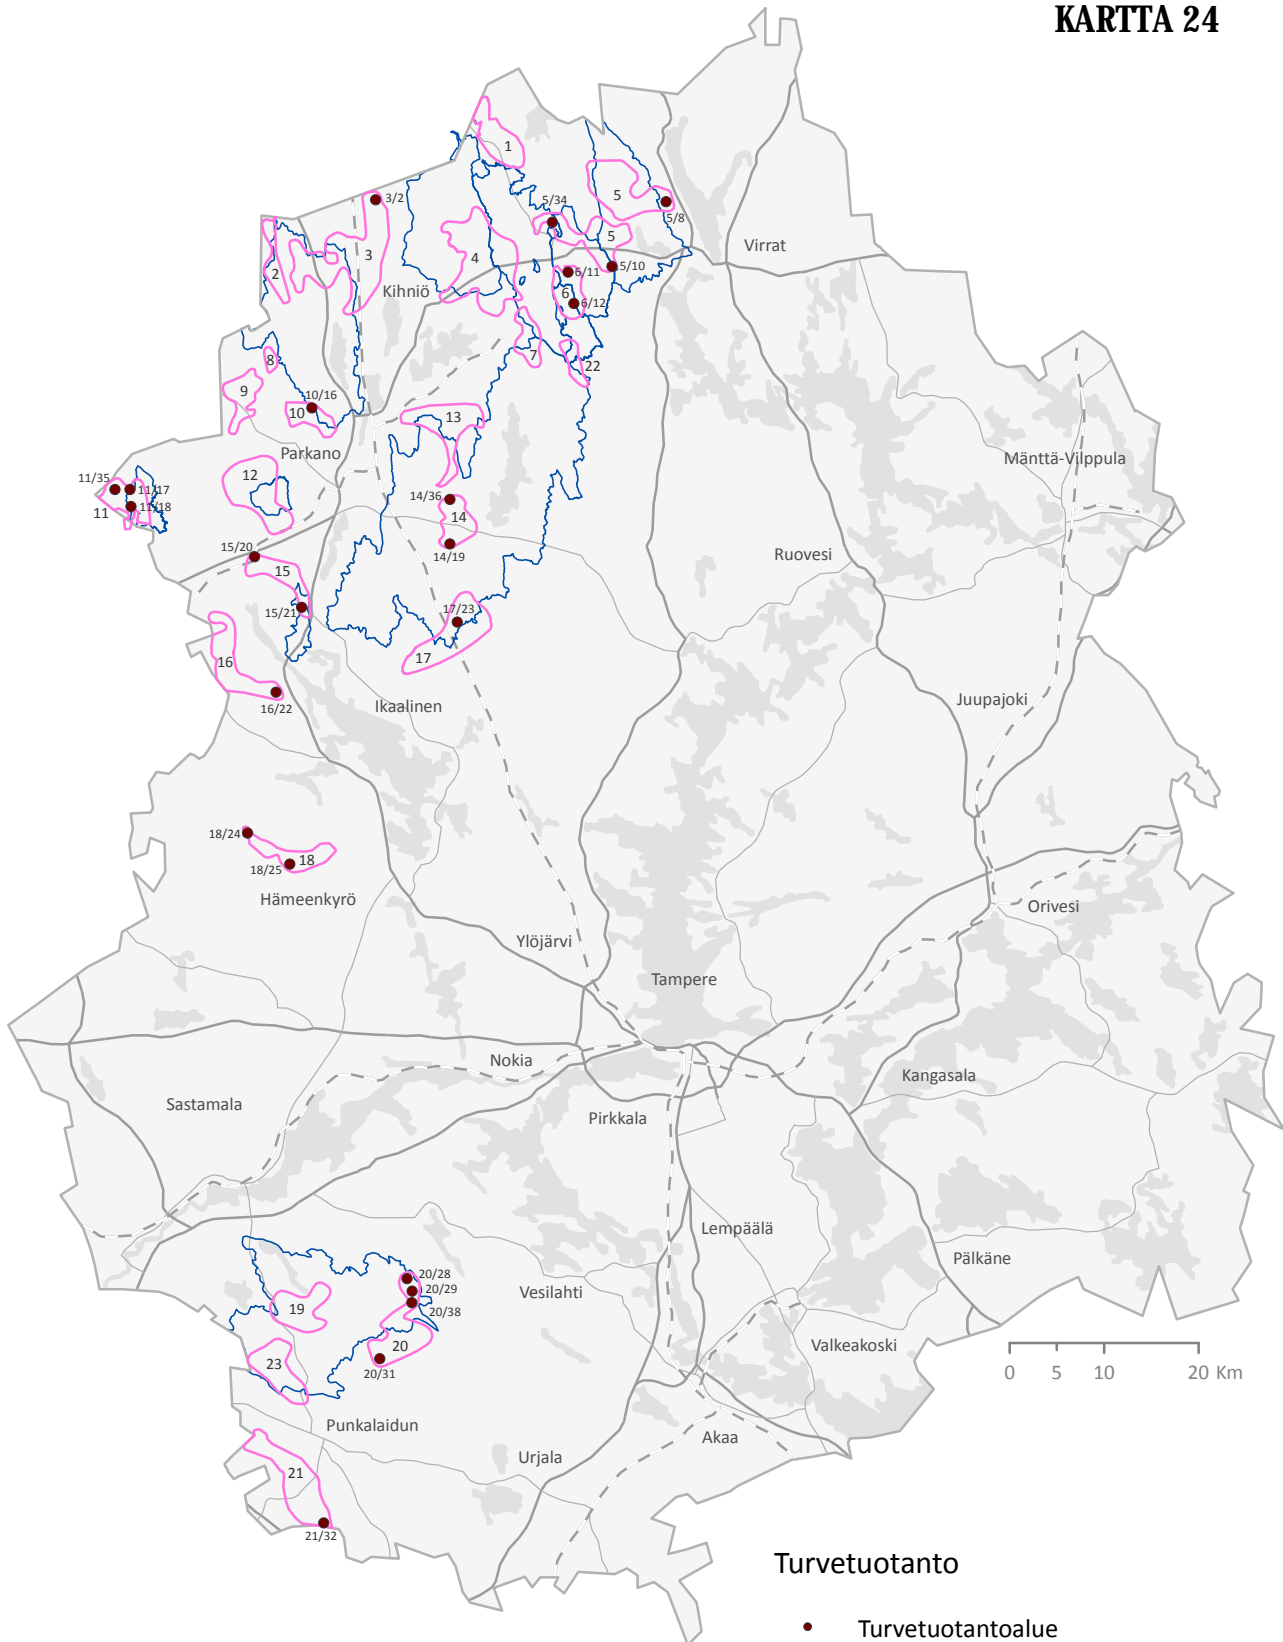 KARTTA 24
1
3/2
5
5/34
5/8
5
Virrat
2
3
4
5/10
6/11
Kihniö
6
6/12
7
22
8
9
10/16
10
13
Parkano
Mänttä-Vilppula
12
11/35
11/17
14/36
11/18
11
14
14/19
15/20
Ruovesi
15
15/21
17/23
16
17
16/22
Ikaalinen
Juupajoki
18/24
18/25
18
Hämeenkyrö
Orivesi
Ylöjärvi
Tampere
Nokia
Kangasala
Sastamala
Pirkkala
Lempäälä
Pälkäne
20/28
20/29
Vesilahti
19
20/38
20
Valkeakoski
23
20/31
0 5 10 20 Km
Punkalaidun
Akaa
Urjala
21
21/32
Turvetuotanto
Turvetuotantoalue